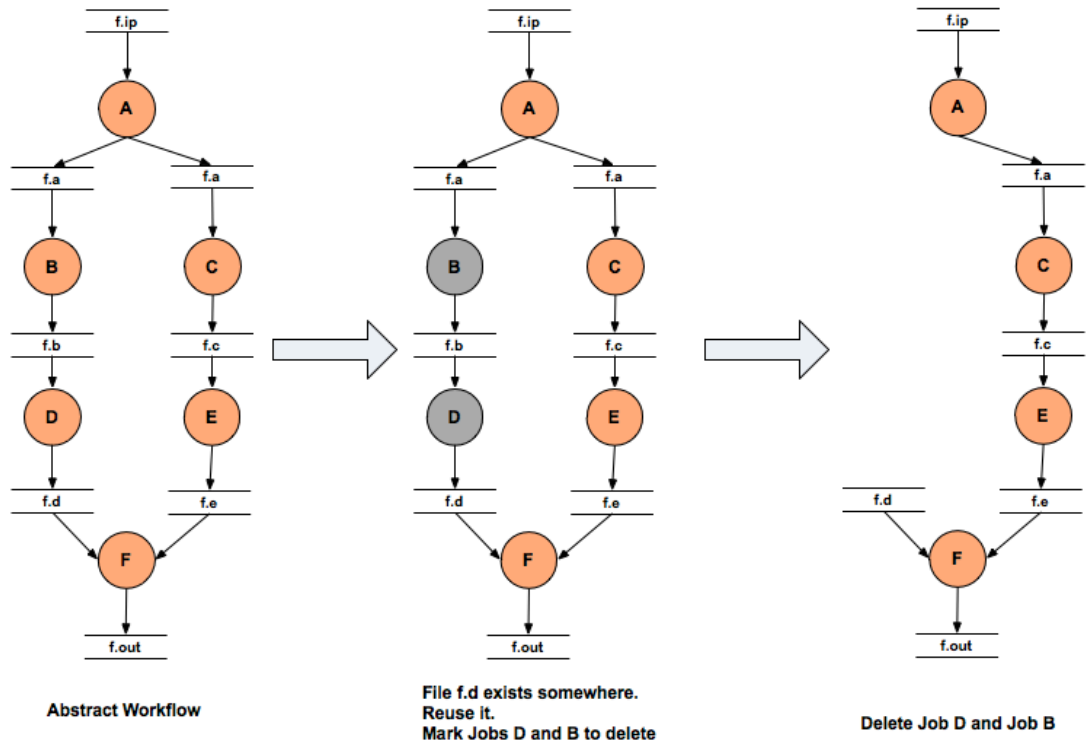 f.ip
A
f.a
f.a
B
C
f.b
f.c
D
E
f.d
f.e
F
f.out
Abstract Workflow
f.ip
A
f.a
f.a
B
C
f.b
f.c
D
E
f.d
f.e
F
f.out
File f.d exists somewhere.
Reuse it.
Mark Jobs D and B to delete
f.ip
A
f.a
C
f.c
E
f.d
f.e
F
f.out
Delete Job D and Job B